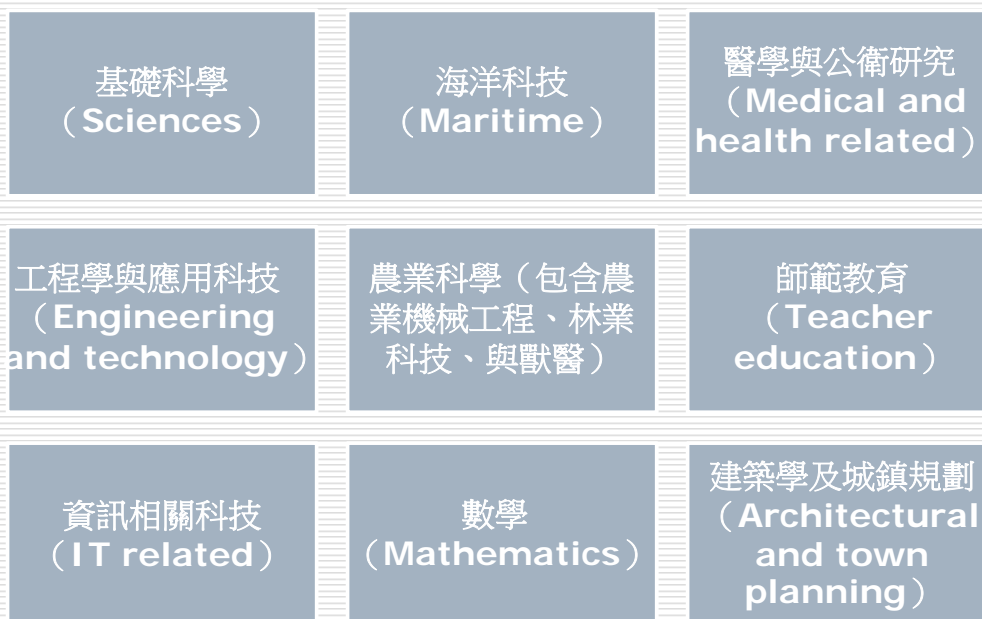 基礎科學
（Sciences）
海洋科技
（Maritime）
醫學與公衛研究
（Medical and
health related）
工程學與應用科技
（Engineering
and technology）
農業科學（包含農
業機械工程、林業
科技、與獸醫）
師範教育
（Teacher
education）
資訊相關科技
（IT related）
數學
（Mathematics）
建築學及城鎮規劃
（Architectural
and town
planning）